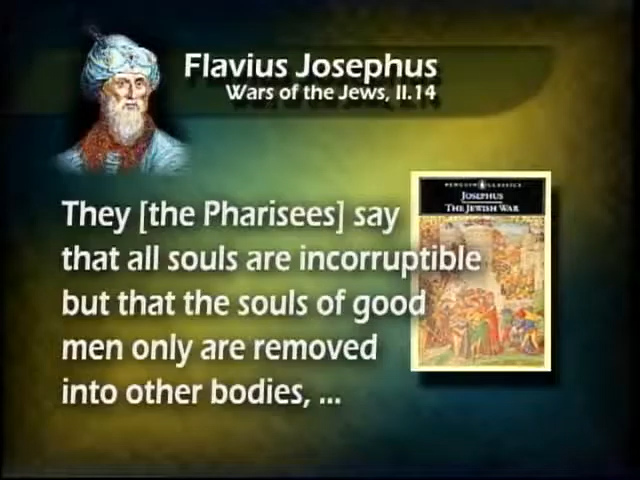 Flavius Josephus
Wars of the Jews, II.14
PENGUIN CLASSICS
JOSEPHUS
THE JEWISH WAR
They [the Pharisees] say
that all souls are incorruptible
but that the souls of good
men only are removed
into other bodies, ...